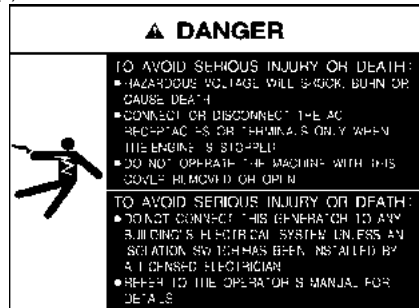 DANGER
TO AVOID SERIOUS INJURY OR DEATH:
HAZARDOUS VOLTAGE WILL SHOCK, BURN OR
CAUSE DEATH
CONNECT OR DISCONNECT THE AC
RECEPTACLES OR TERMINALS ONLY WHEN
THE ENGINE IS STOPPED
DO NOT OPERATE THE MACHINE WITH THIS
COVER REMOVED OR OPEN
TO AVOID SERIOUS INJURY OR DEATH:
DO NOT CONNECT THIS GENERATOR TO ANY
BUILDING'S ELECTRICAL SYSTEM UNLESS AN
ISOLATION SWITCH HAS BEEN INSTALLED BY
A LICENSED ELECTRICIAN
REFER TO THE OPERATOR'S MANUAL FOR
DETAILS